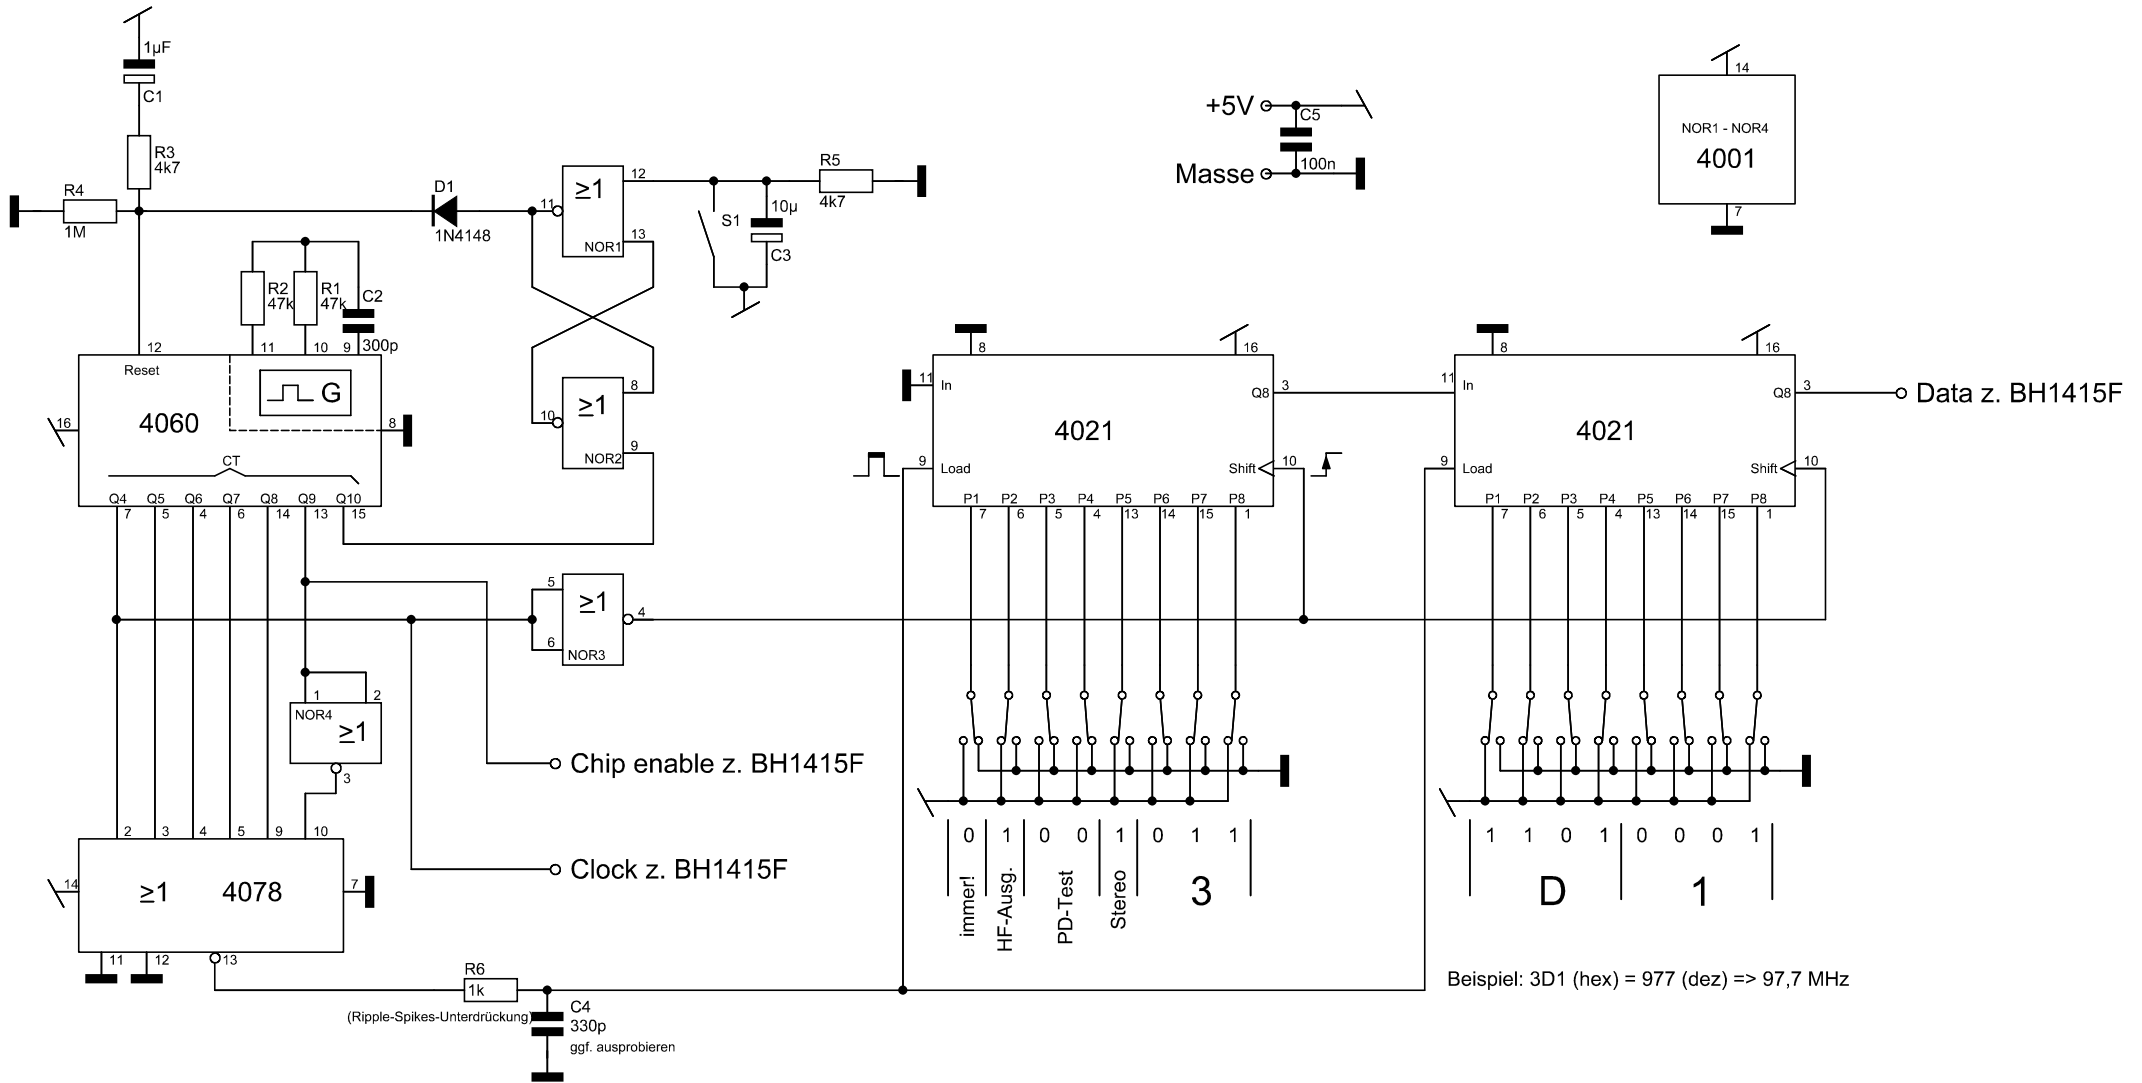 1µF
C1
R3
4k7
R4
1M
D1
1N4148
11
≥1
NOR1
12
13
R5
4k7
10µ
S1
C3
+5V
C5
Masse
100n
14
NOR1 - NOR4
4001
7
R2
47k
R1
47k
C2
300p
12
11
10
9
Reset
G
16
4060
8
CT
Q4
Q5
Q6
Q7
Q8
Q9
Q10
7
5
4
6
14
13
15
10
≥1
NOR2
8
9
5
6
≥1
NOR3
4
8
16
11
In
Q8
3
4021
9
Load
Shift
10
P1
P2
P3
P4
P5
P6
P7
P8
7
6
5
4
13
14
15
1
8
16
11
In
Q8
3
Data z. BH1415F
4021
9
Load
Shift
10
P1
P2
P3
P4
P5
P6
P7
P8
7
6
5
4
13
14
15
1
1
2
NOR4
≥1
3
Chip enable z. BH1415F
Clock z. BH1415F
2
3
4
5
9
10
14
≥1
4078
7
11
12
13
0
1
0
0
1
0
1
1
immer!
HF-Ausg.
PD-Test
Stereo
3
1
1
0
1
0
0
0
1
D
1
R6
1k
(Ripple-Spikes-Unterdrückung)
C4
330p
ggf. ausprobieren
Beispiel: 3D1 (hex) = 977 (dez) => 97,7 MHz